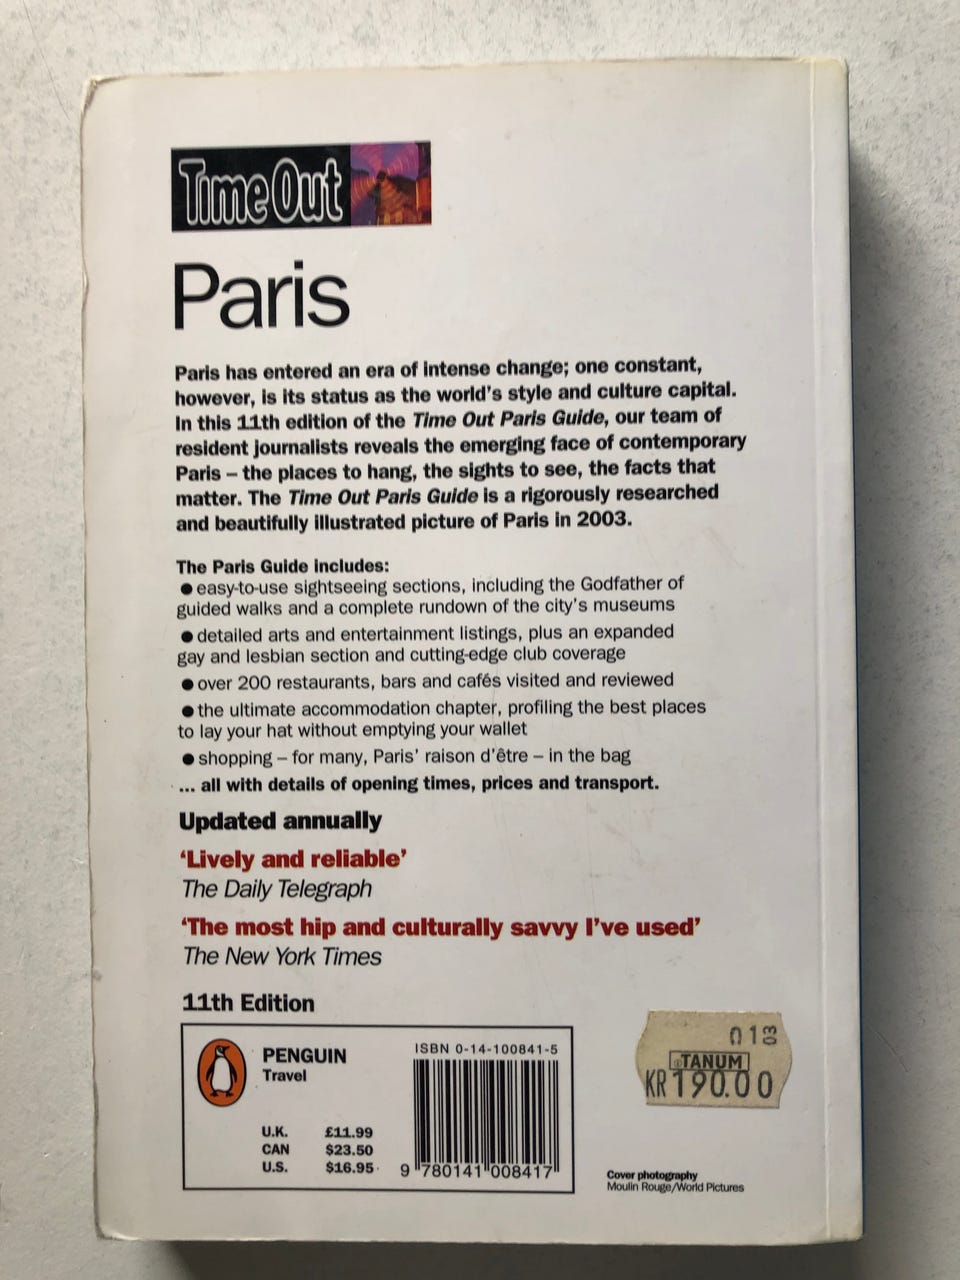 Time Out
Paris
Paris has entered an era of intense change; one constant,
however, is its status as the world's style and culture capital.
In this 11th edition of the Time Out Paris Guide, our team of
resident journalists reveals the emerging face of contemporary
Paris – the places to hang, the sights to see, the facts that
matter. The Time Out Paris Guide is a rigorously researched
and beautifully illustrated picture of Paris in 2003.
The Paris Guide includes:
● easy-to-use sightseeing sections, including the Godfather of
guided walks and a complete rundown of the city's museums
● detailed arts and entertainment listings, plus an expanded
gay and lesbian section and cutting-edge club coverage
● over 200 restaurants, bars and cafés visited and reviewed
● the ultimate accommodation chapter, profiling the best places
to lay your hat without emptying your wallet
● shopping – for many, Paris' raison d'être – in the bag
... all with details of opening times, prices and transport.
Updated annually
'Lively and reliable'
The Daily Telegraph
'The most hip and culturally savvy I've used'
The New York Times
11th Edition
PENGUIN
Travel
U.K. £11.99
CAN $23.50
U.S. $16.95
ISBN 0-14-100841-5
9 780141 008417
013
TANUM
KR 190.00
Cover photography
Moulin Rouge/World Pictures